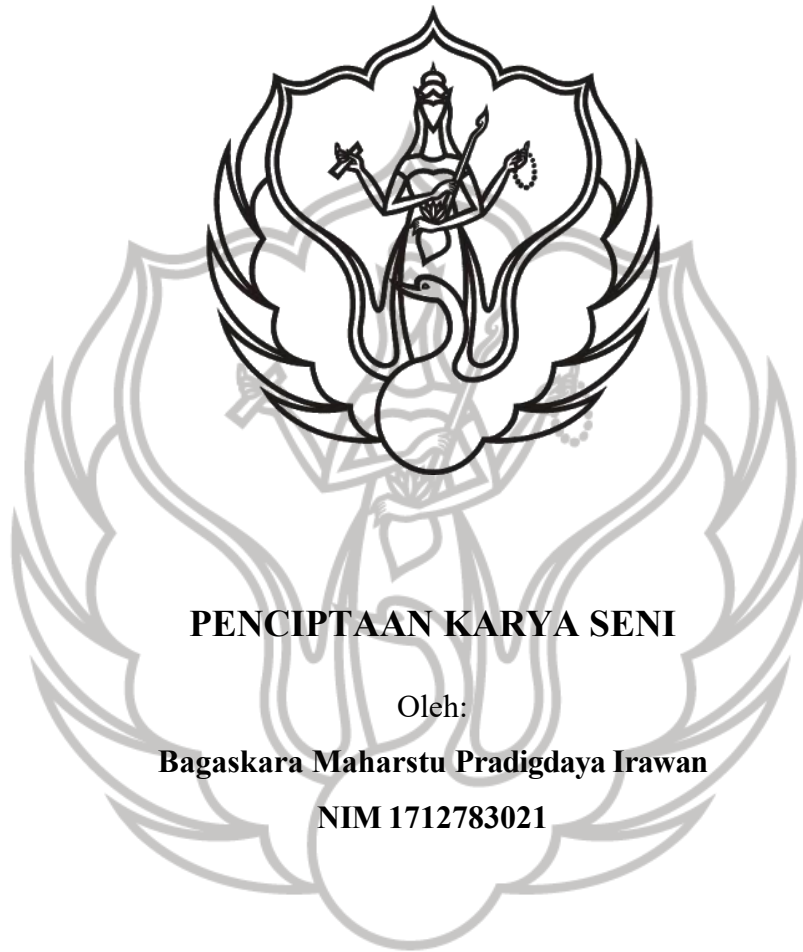 PENCIPTAAN KARYA SENI
Oleh:
Bagaskara Maharstu Pradigdaya Irawan
NIM 1712783021